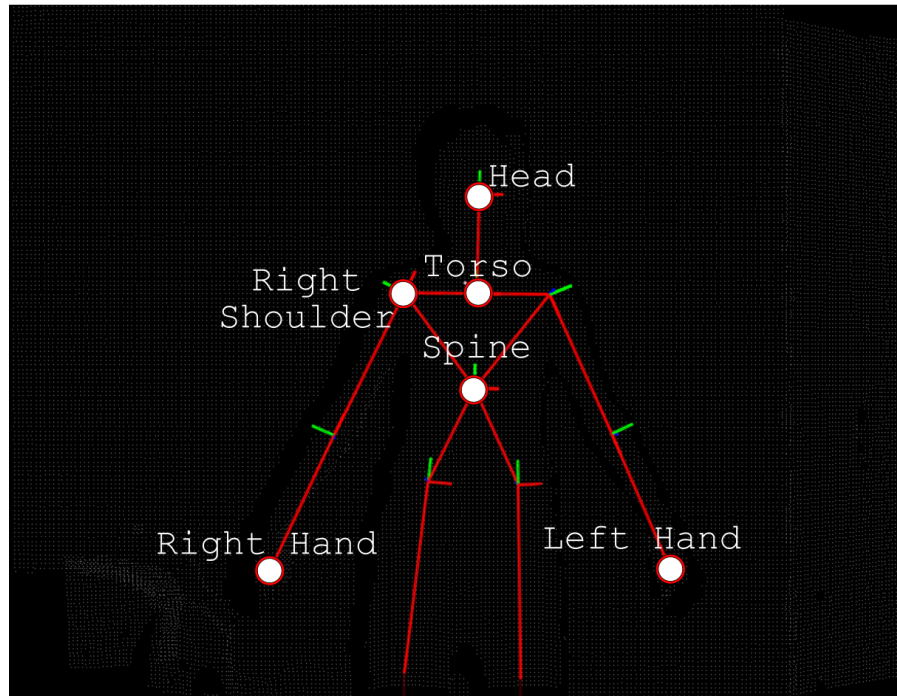 Head
Torso
Right
Shoulder
Spine
Right Hand
Left Hand